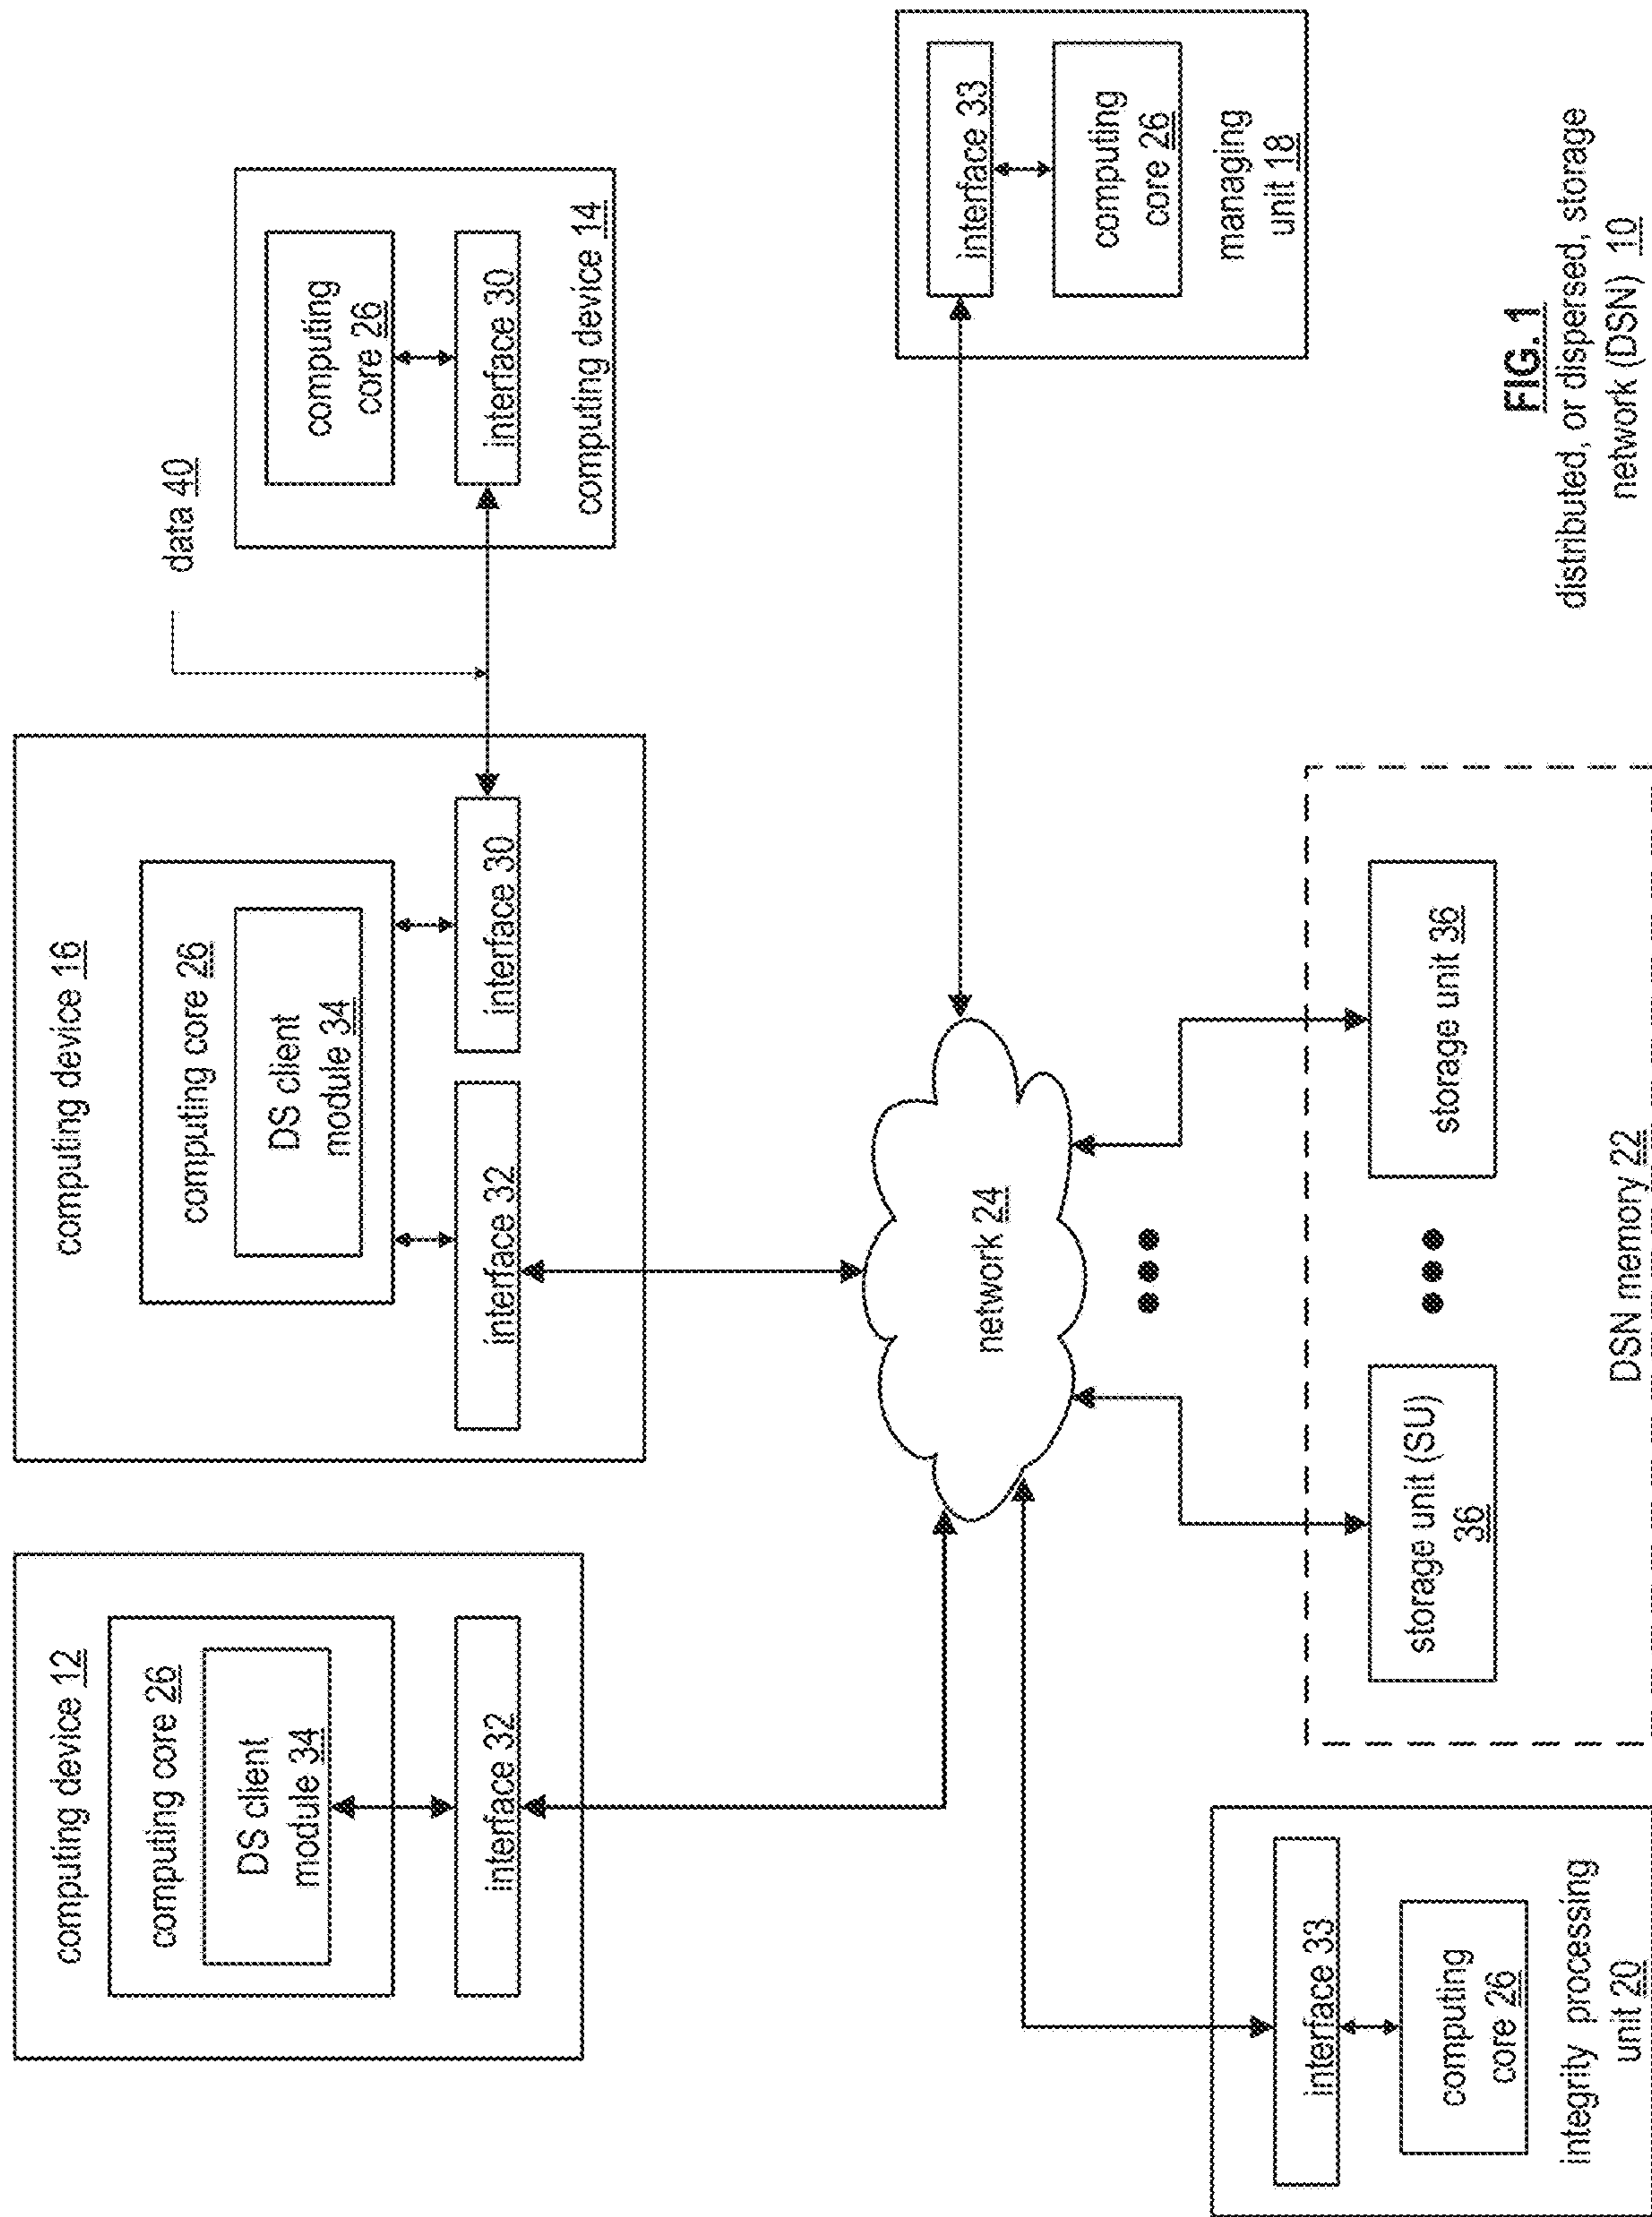 computing device 12
computing core 26
DS client
module 34
interface 32
computing device 16
computing core 26
DS client
module 34
interface 32
interface 30
data 40
computing
core 26
interface 30
computing device 14
network 24
interface 33
computing
core 26
managing
unit 18
interface 33
computing
core 26
integrity processing
unit 20
storage unit (SU)
36
storage unit 36
DSN memory 22
FIG. 1
distributed, or dispersed, storage
network (DSN) 10